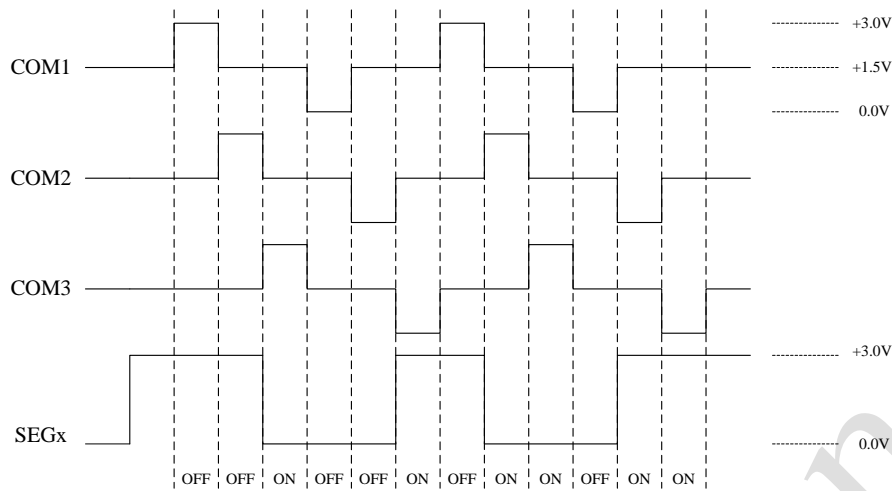 +3.0V
COM1
+1.5V
0.0V
COM2
COM3
+3.0V
SEGx
0.0V
OFF OFF ON OFF OFF ON OFF ON ON OFF ON ON